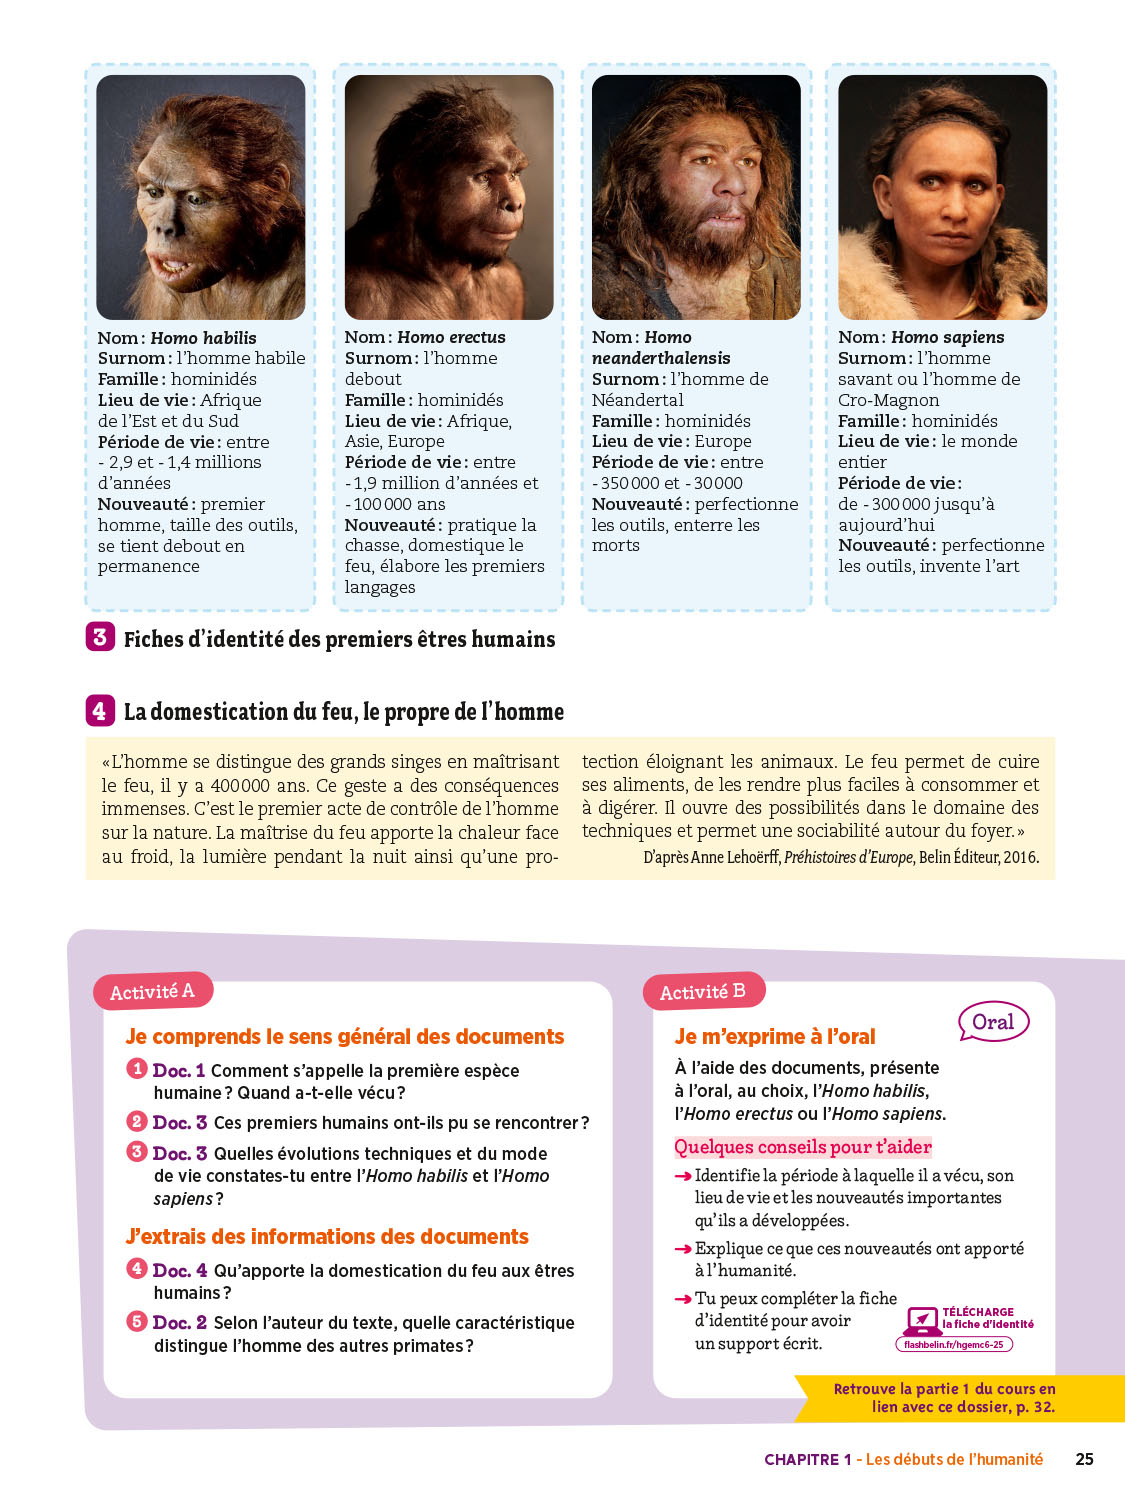 Nom : Homo habilis
Surnom : l'homme habile
Famille : hominidés
Lieu de vie : Afrique
de l'Est et du Sud
Période de vie : entre
- 2,9 et - 1,4 millions
d'années
Nouveauté : premier
homme, taille des outils,
se tient debout en
permanence
Nom : Homo erectus
Surnom : l'homme
debout
Famille : hominidés
Lieu de vie : Afrique,
Asie, Europe
Période de vie : entre
- 1,9 million d'années et
- 100 000 ans
Nouveauté : pratique la
chasse, domestique le
feu, élabore les premiers
langages
Nom : Homo
neanderthalensis
Surnom : l'homme de
Néandertal
Famille : hominidés
Lieu de vie : Europe
Période de vie : entre
- 350 000 et - 30 000
Nouveauté : perfectionne
les outils, enterre les
morts
Nom : Homo sapiens
Surnom : l'homme
savant ou l'homme de
Cro-Magnon
Famille : hominidés
Lieu de vie : le monde
entier
Période de vie :
de - 300 000 jusqu'à
aujourd'hui
Nouveauté : perfectionne
les outils, invente l'art
3 Fiches d'identité des premiers êtres humains
4 La domestication du feu, le propre de l'homme
« L'homme se distingue des grands singes en maîtrisant
le feu, il y a 400 000 ans. Ce geste a des conséquences
immenses. C'est le premier acte de contrôle de l'homme
sur la nature. La maîtrise du feu apporte la chaleur face
au froid, la lumière pendant la nuit ainsi qu'une pro-
tection éloignant les animaux. Le feu permet de cuire
ses aliments, de les rendre plus faciles à consommer et
à digérer. Il ouvre des possibilités dans le domaine des
techniques et permet une sociabilité autour du foyer. »
D'après Anne Lehoërff, Préhistoires d'Europe, Belin Éditeur, 2016.
Activité A
Je comprends le sens général des documents
1 Doc. 1 Comment s'appelle la première espèce
humaine ? Quand a-t-elle vécu ?
2 Doc. 3 Ces premiers humains ont-ils pu se rencontrer ?
3 Doc. 3 Quelles évolutions techniques et du mode
de vie constates-tu entre l'Homo habilis et l'Homo
sapiens ?
J'extrais des informations des documents
4 Doc. 4 Qu'apporte la domestication du feu aux êtres
humains ?
5 Doc. 2 Selon l'auteur du texte, quelle caractéristique
distingue l'homme des autres primates ?
Activité B
Oral
Je m'exprime à l'oral
À l'aide des documents, présente
à l'oral, au choix, l'Homo habilis,
l'Homo erectus ou l'Homo sapiens.
Quelques conseils pour t'aider
→ Identifie la période à laquelle il a vécu, son
lieu de vie et les nouveautés importantes
qu'ils a développées.
→ Explique ce que ces nouveautés ont apporté
à l'humanité.
→ Tu peux compléter la fiche
d'identité pour avoir
un support écrit.
TÉLÉCHARGE
la fiche d'identité
flashbelin.fr/hgemc6-25
Retrouve la partie 1 du cours en
lien avec ce dossier, p. 32.
CHAPITRE 1 - Les débuts de l'humanité 25